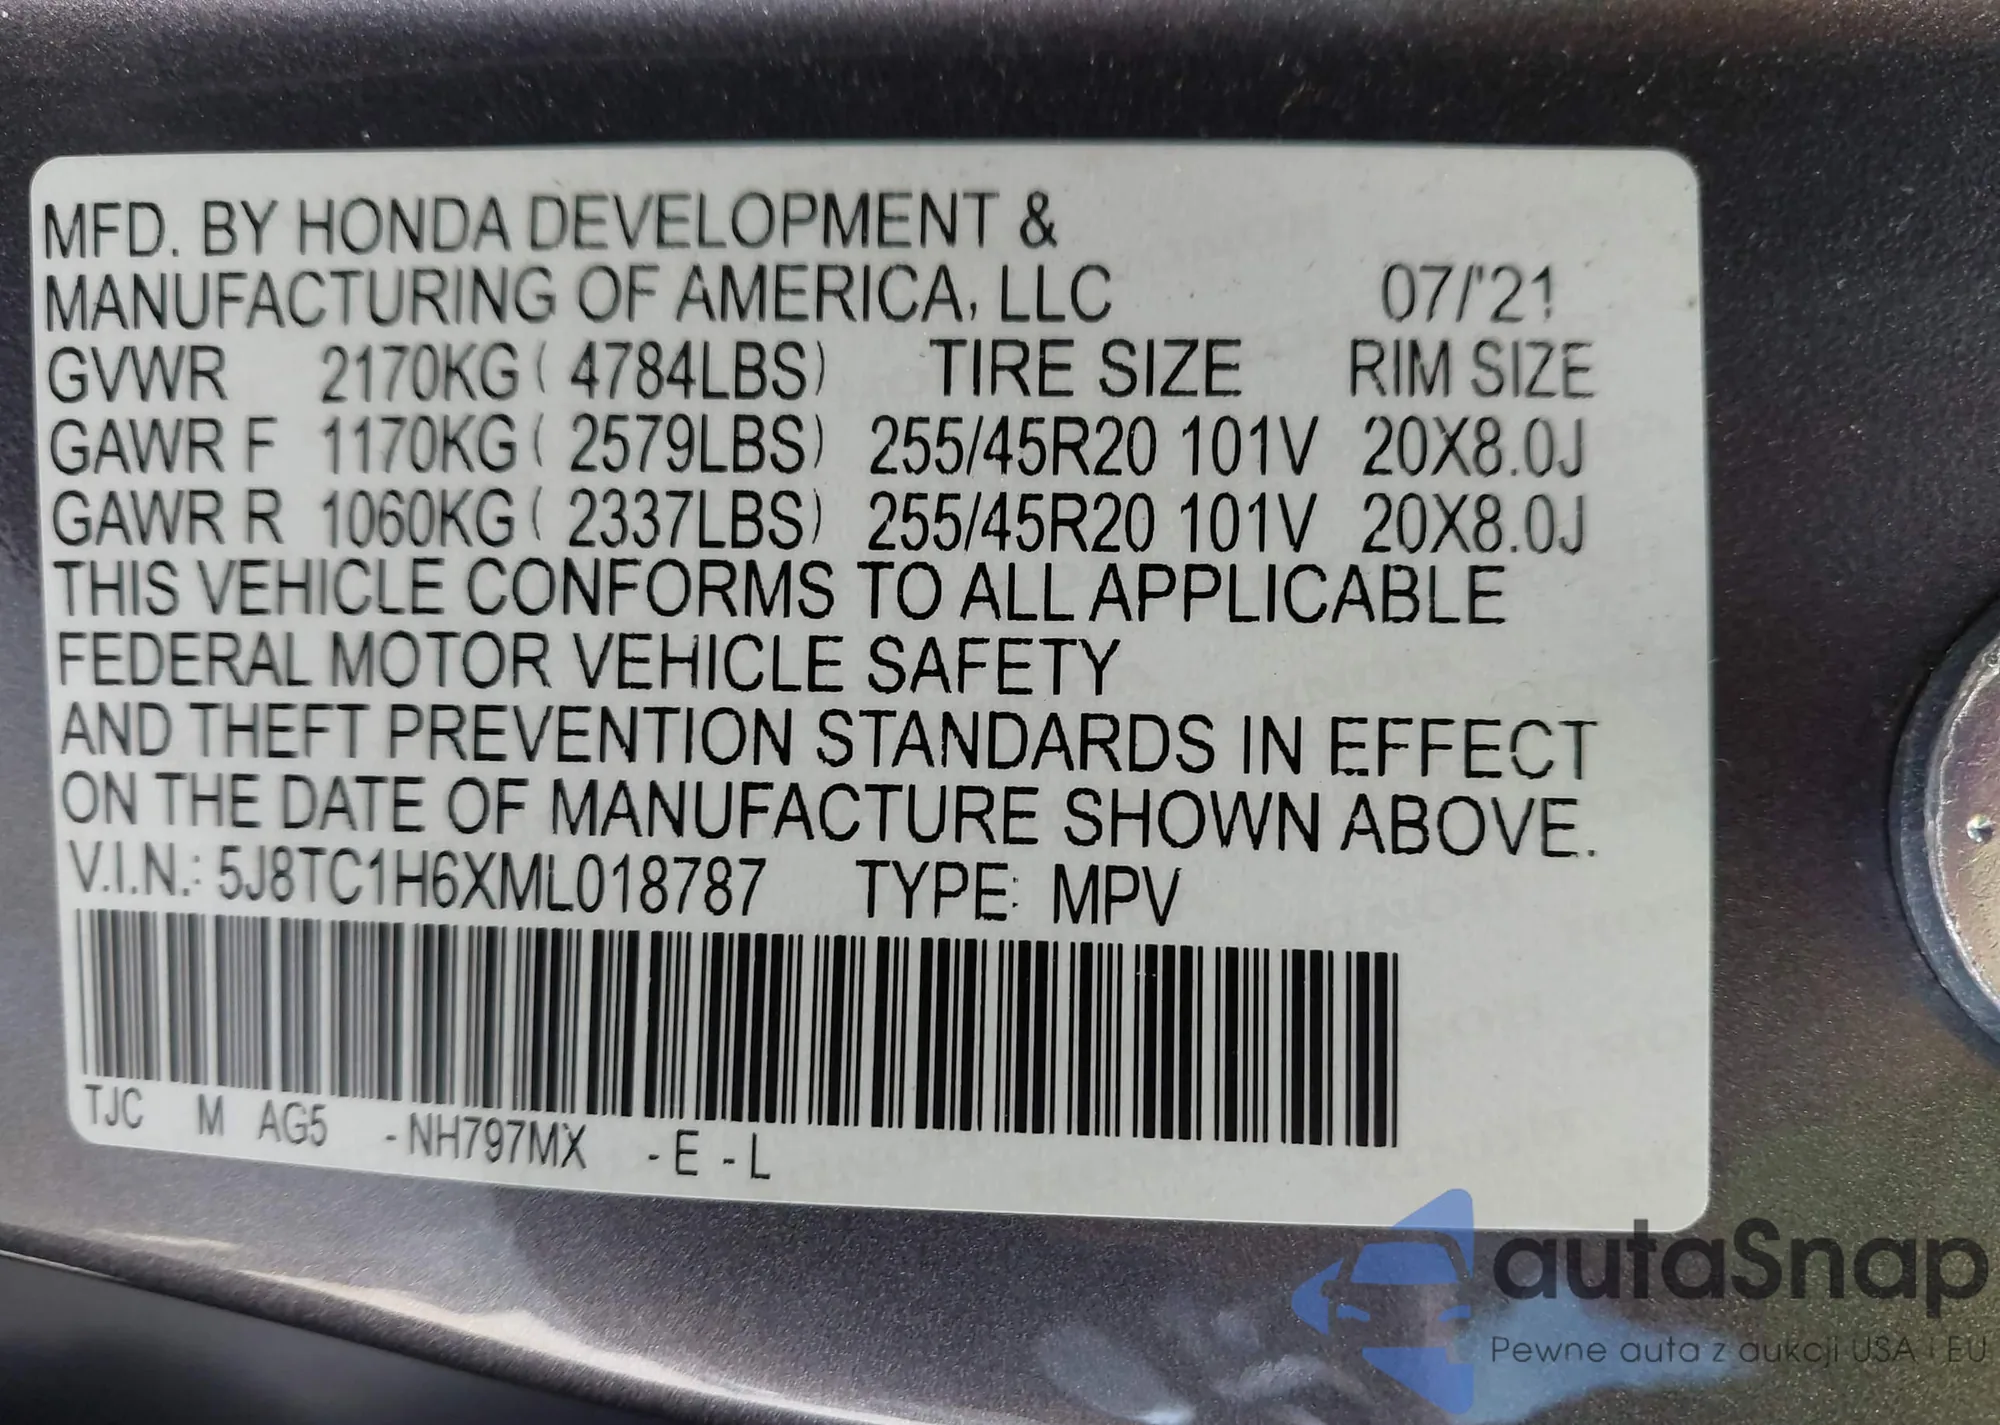 MFD. BY HONDA DEVELOPMENT &
MANUFACTURING OF AMERICA, LLC 07/'21
GVWR 2170KG ( 4784LBS) TIRE SIZE RIM SIZE
GAWR F 1170KG ( 2579LBS) 255/45R20 101V 20X8.0J
GAWR R 1060KG ( 2337LBS) 255/45R20 101V 20X8.0J
THIS VEHICLE CONFORMS TO ALL APPLICABLE
FEDERAL MOTOR VEHICLE SAFETY
AND THEFT PREVENTION STANDARDS IN EFFECT
ON THE DATE OF MANUFACTURE SHOWN ABOVE.
V.I.N.: 5J8TC1H6XML018787 TYPE: MPV
TJC M AG5 -NH797MX -E -L
autaSnap
Pewne auta z aukcji USA i EU